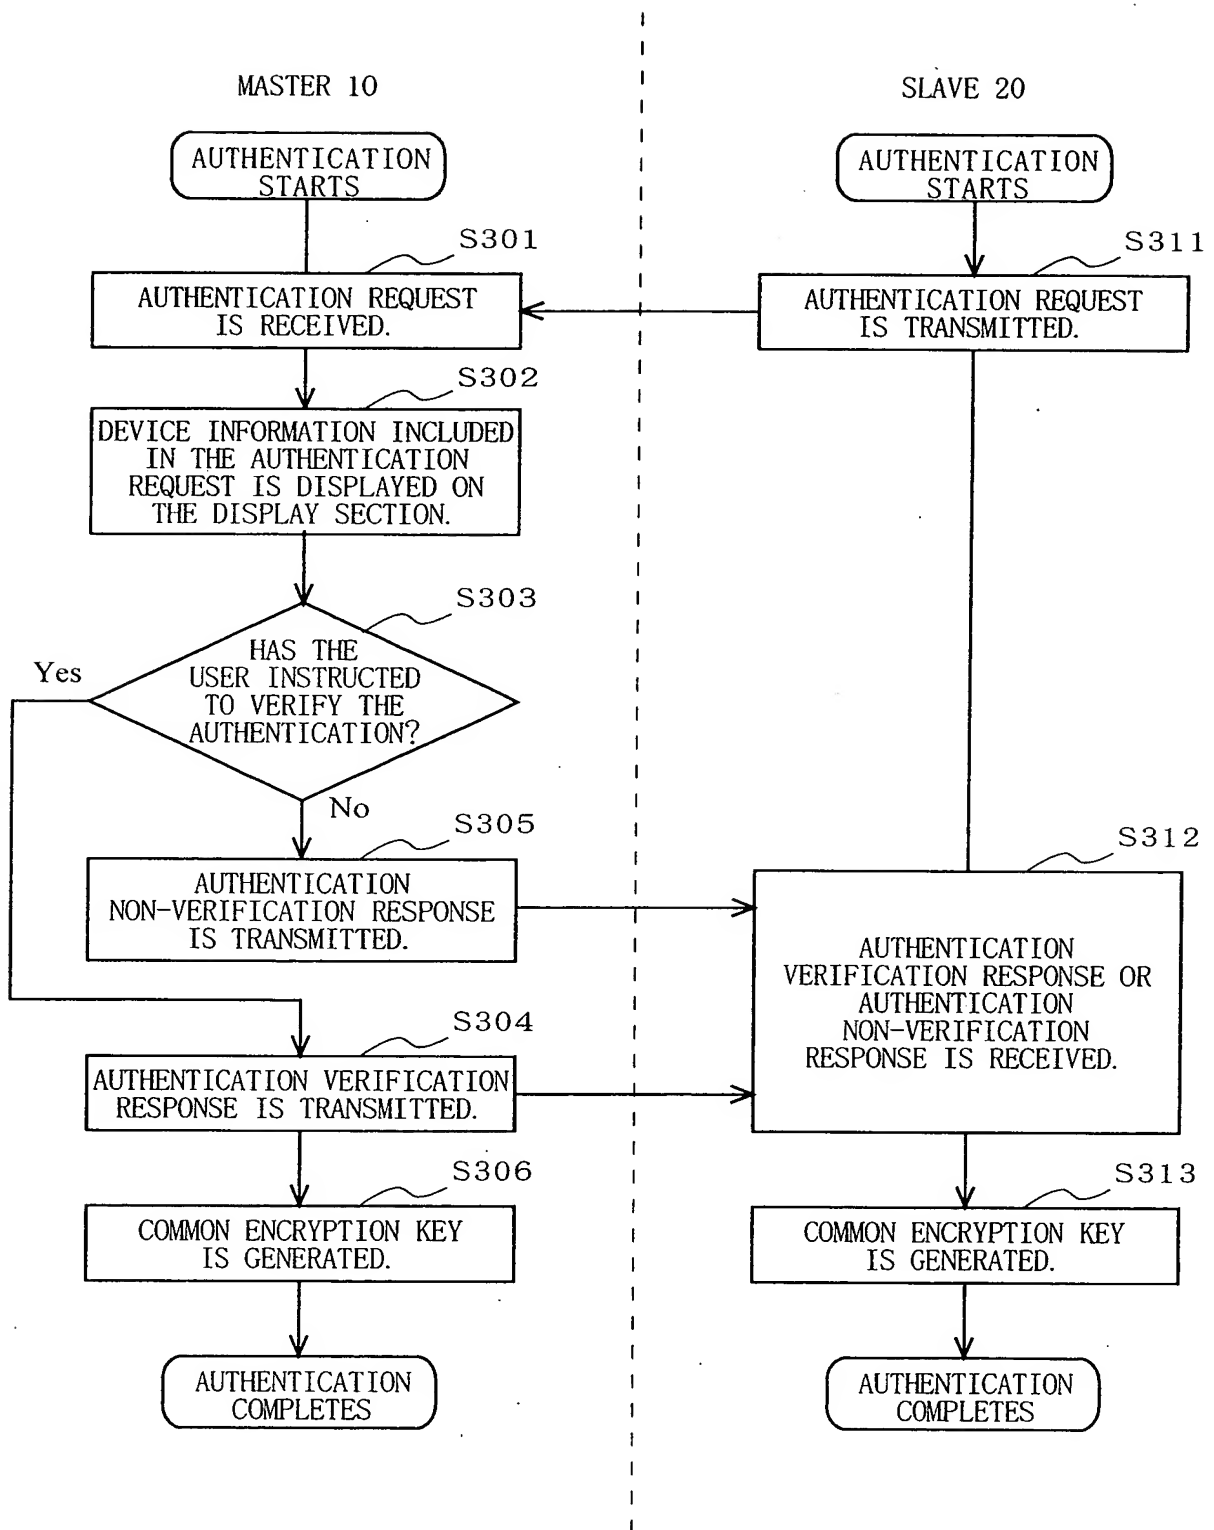 MASTER 10
AUTHENTICATION
STARTS
S301
AUTHENTICATION REQUEST
IS RECEIVED.
S302
DEVICE INFORMATION INCLUDED
IN THE AUTHENTICATION
REQUEST IS DISPLAYED ON
THE DISPLAY SECTION.
S303
HAS THE
USER INSTRUCTED
TO VERIFY THE
AUTHENTICATION?
Yes
No
S305
AUTHENTICATION
NON-VERIFICATION RESPONSE
IS TRANSMITTED.
S304
AUTHENTICATION VERIFICATION
RESPONSE IS TRANSMITTED.
S306
COMMON ENCRYPTION KEY
IS GENERATED.
AUTHENTICATION
COMPLETES
SLAVE 20
AUTHENTICATION
STARTS
S311
AUTHENTICATION REQUEST
IS TRANSMITTED.
S312
AUTHENTICATION
VERIFICATION RESPONSE OR
AUTHENTICATION
NON-VERIFICATION
RESPONSE IS RECEIVED.
S313
COMMON ENCRYPTION KEY
IS GENERATED.
AUTHENTICATION
COMPLETES